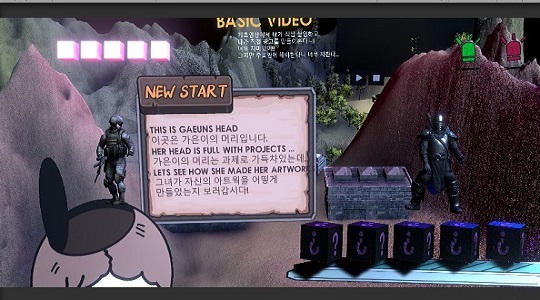 BASIC VIDEO
NEW START
THIS IS GAEUNS HEAD
이곳은 가은이의 머리입니다.
HER HEAD IS FULL WITH PROJECTS ...
가은이의 머리는 과제로 가득차있는데..
LETS SEE HOW SHE MADE HER ARTWORK
그녀가 자신의 아트웍을 어떻게
만들었는지 보러갑시다!
¿ ? ¿ ? ¿ ? ¿ ? ¿ ?